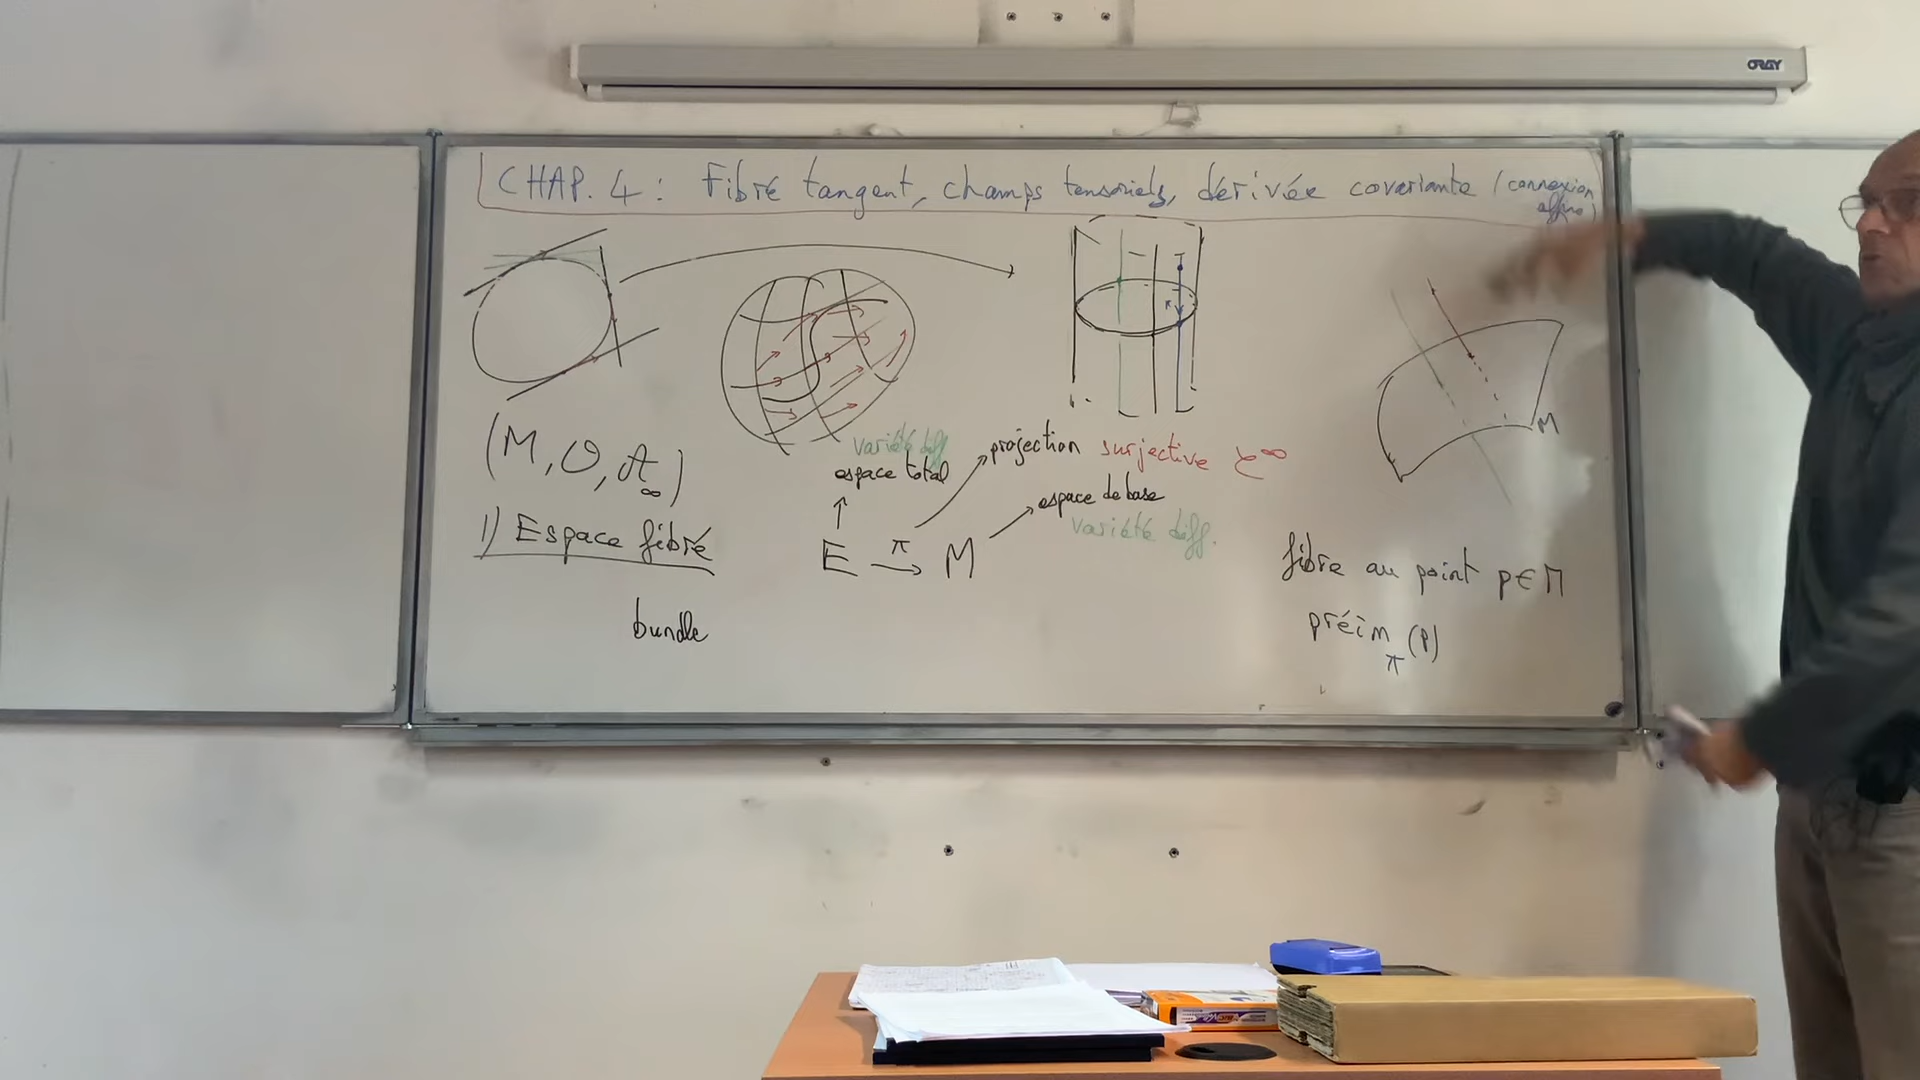 ORAY
CHAP. 4 : Fibré tangent, champs tensoriels, dérivée covariante (connexion
affine)
M
(M, O, A∞)
variété diff
espace total
projection surjective C∞
espace de base
variété diff.
1) Espace fibré
E π→ M
bundle
fibre au point p∈M
préim π (p)